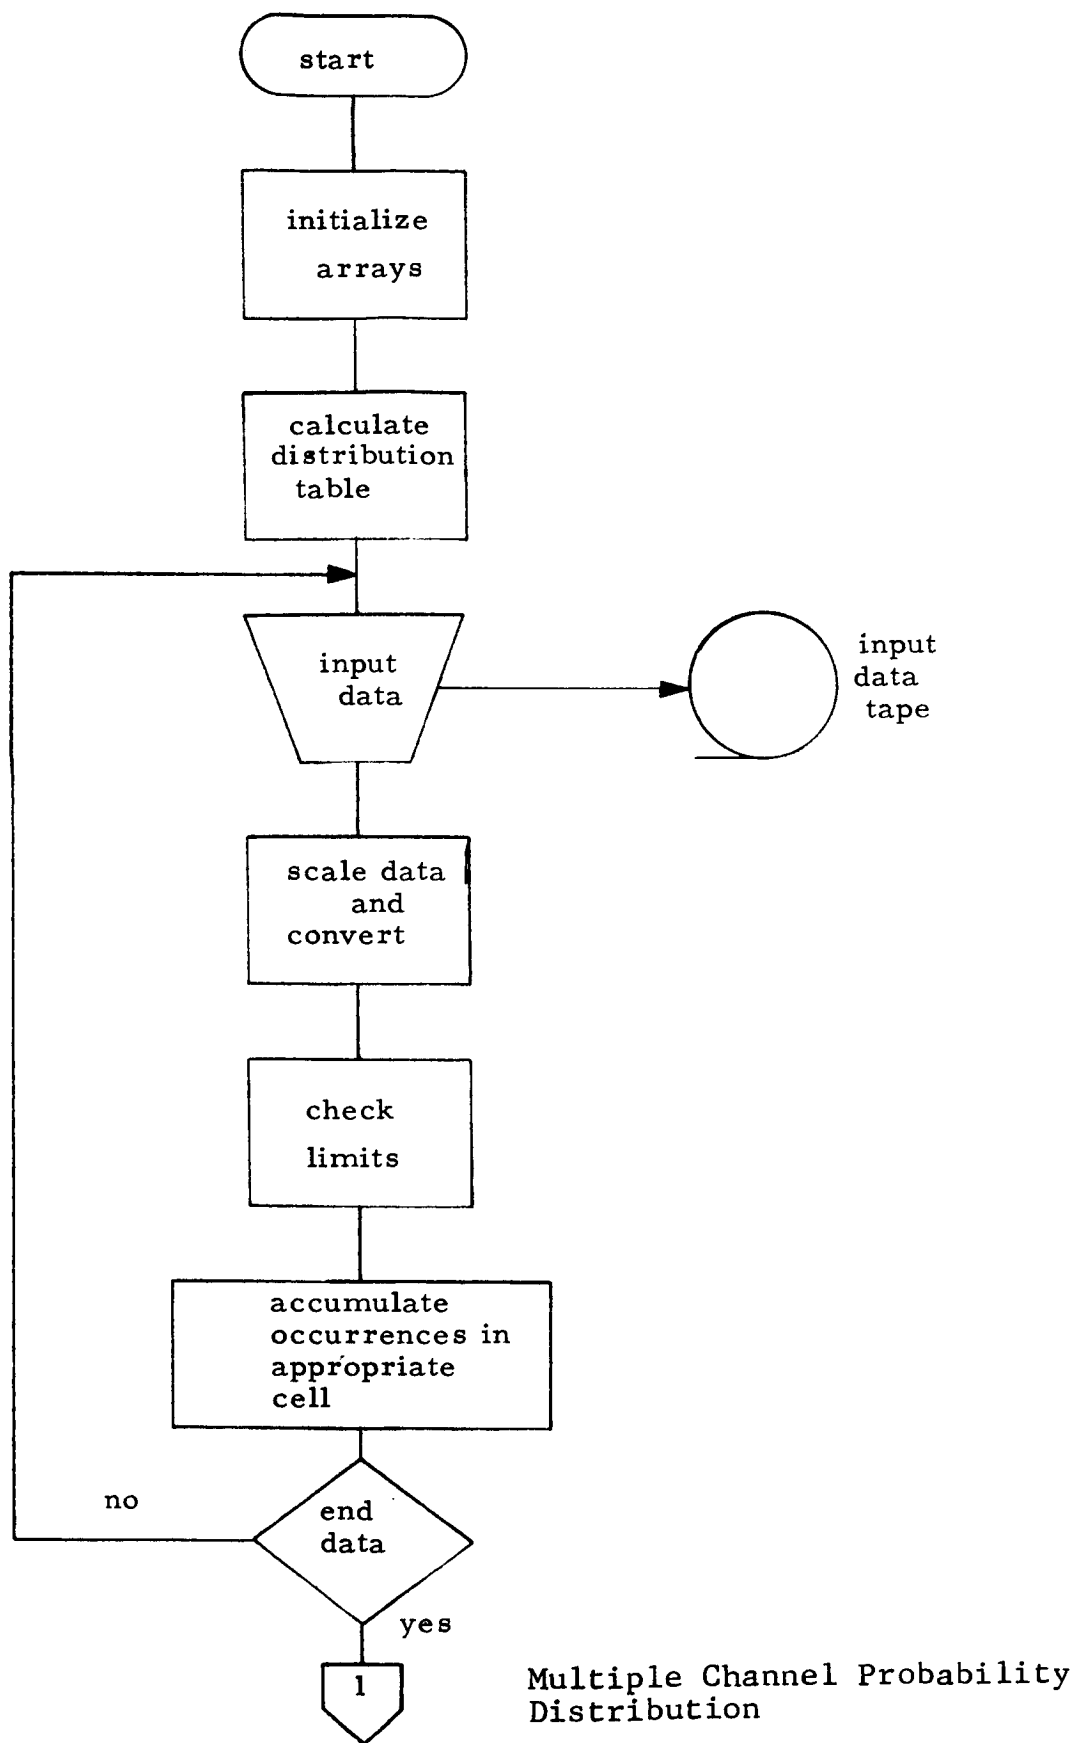 start
initialize
arrays
calculate
distribution
table
input
data
input
data
tape
scale data
and
convert
check
limits
accumulate
occurrences in
appropriate
cell
no
end
data
yes
1
Multiple Channel Probability
Distribution